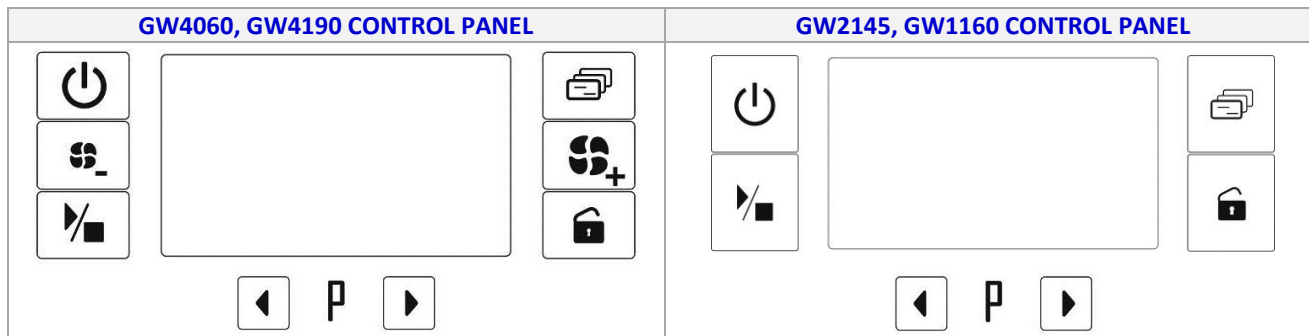 GW4060, GW4190 CONTROL PANEL
GW2145, GW1160 CONTROL PANEL
P
P